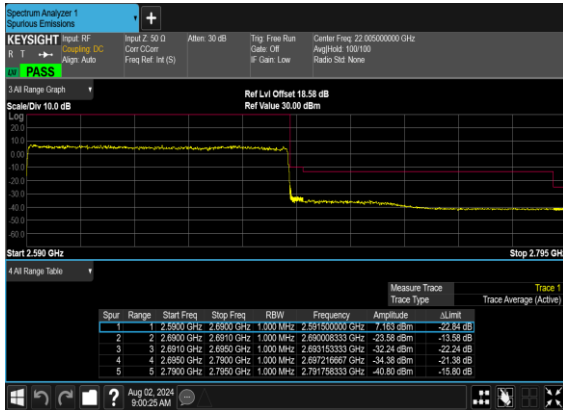 Spectrum Analyzer 1
Spurious Emissions
+
KEYSIGHT Input: RF Input Z: 50 Ω Atten: 30 dB Trig: Free Run Center Freq: 22.005000000 GHz
R T Coupling: DC Corr CCorr Gate: Off Avg|Hold: 100/100
Align: Auto Freq Ref: Int (S) IF Gain: Low Radio Std: None
PASS
3 All Range Graph
Ref Lvl Offset 18.58 dB
Scale/Div 10.0 dB Ref Value 30.00 dBm
Log
20.0
10.0
0.00
-10.0
-20.0
-30.0
-40.0
-50.0
-60.0
Start 2.590 GHz Stop 2.795 GH
4 All Range Table
Measure Trace Trace 1
Trace Type Trace Average (Active)
Spur Range Start Freq Stop Freq RBW Frequency Amplitude ΔLimit
1 1 2.5900 GHz 2.6900 GHz 1.000 MHz 2.591500000 GHz 7.163 dBm -22.84 dB
2 2 2.6900 GHz 2.6910 GHz 1.000 MHz 2.690008333 GHz -23.58 dBm -13.58 dB
3 3 2.6910 GHz 2.6950 GHz 1.000 MHz 2.693153333 GHz -32.24 dBm -22.24 dB
4 4 2.6950 GHz 2.7900 GHz 1.000 MHz 2.697216667 GHz -34.38 dBm -21.38 dB
5 5 2.7900 GHz 2.7950 GHz 1.000 MHz 2.791758333 GHz -40.80 dBm -15.80 dB
? Aug 02, 2024
9:00:25 AM